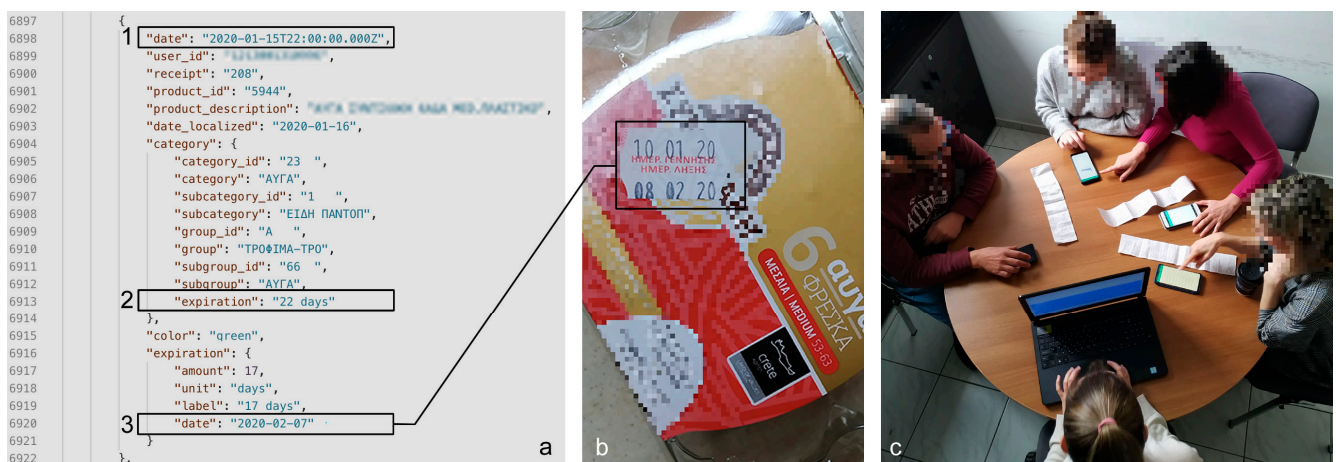 6897 {
1
6898 "date": "2020-01-15T22:00:00.000Z",
6899 "user_id":
6900 "receipt": "208",
6901 "product_id": "5944",
6902 "product_description":
6903 "date_localized": "2020-01-16",
6904 "category": {
6905 "category_id": "23 ",
6906 "category": "ΑΥΓΑ",
6907 "subcategory_id": "1 ",
6908 "subcategory": "ΕΙΔΗ ΠΑΝΤΟΠ",
6909 "group_id": "Α ",
6910 "group": "ΤΡΟΦΙΜΑ-ΤΡΟ",
6911 "subgroup_id": "66 ",
6912 "subgroup": "ΑΥΓΑ",
2
6913 "expiration": "22 days"
6914 },
6915 "color": "green",
6916 "expiration": {
6917 "amount": 17,
6918 "unit": "days",
6919 "label": "17 days",
3
6920 "date": "2020-02-07"
6921 }
6922 },
a
10 01 20
ΗΜΕΡ. ΓΕΝΝΗΣΗΣ
ΗΜΕΡ. ΛΗΞΗΣ
08 02 20
6 αυγά
ΦΡΕΣΚΑ
ΜΕΣΑΙΑ | MEDIUM 53-63
crete
b
c